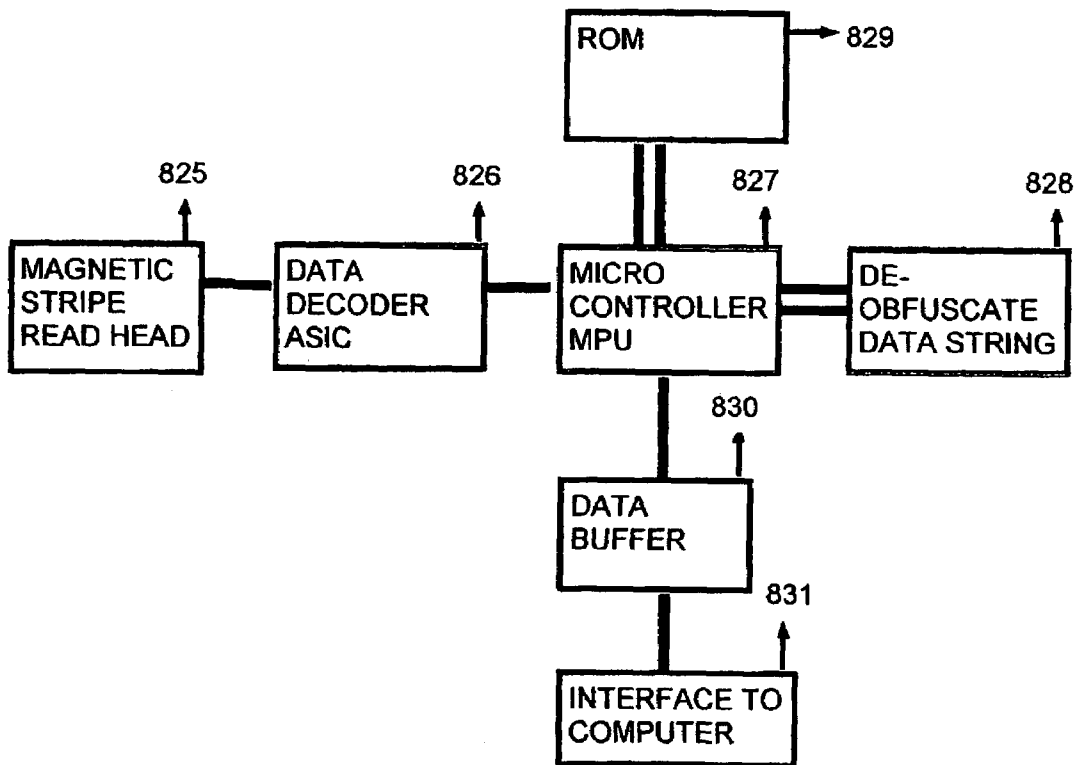 ROM
829
825
826
827
828
MAGNETIC
STRIPE
READ HEAD
DATA
DECODER
ASIC
MICRO
CONTROLLER
MPU
DE-
OBFUSCATE
DATA STRING
830
DATA
BUFFER
831
INTERFACE TO
COMPUTER